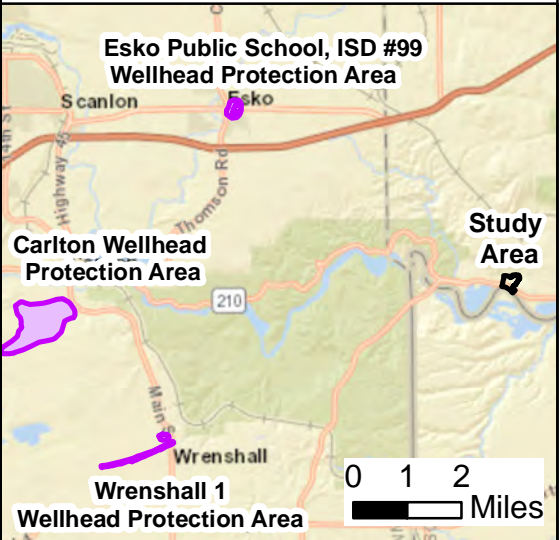 Esko Public School, ISD #99
Wellhead Protection Area
Scanlon
Esko
14th St
Highway 45
Thomson Rd
Carlton Wellhead
Protection Area
Study
Area
210
Main S
Wrenshall
Wrenshall 1
Wellhead Protection Area
0 1 2
Miles